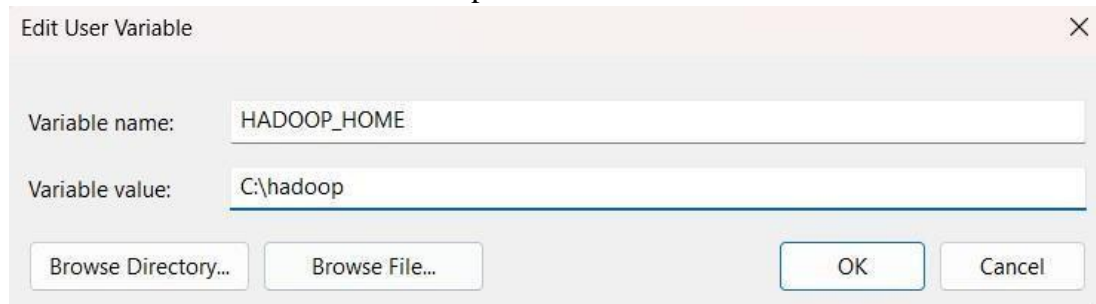 Edit User Variable
Variable name: HADOOP_HOME
Variable value: C:\hadoop
Browse Directory... Browse File... OK Cancel